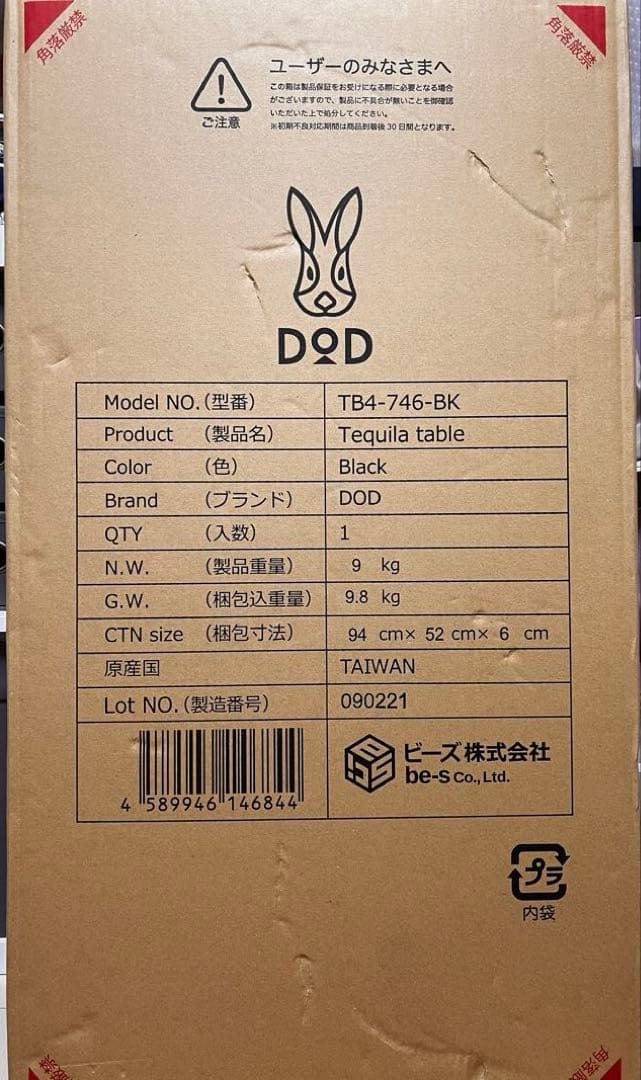 角落厳禁
角落厳禁
ユーザーのみなさまへ
この箱は製品保証をお受けになる際に必要となる場合
がございますので、製品に不具合が無いことを御確認
いただいた上で処分してください。
※初期不良対応期間は商品到着後30日間となります。
ご注意
DOD
Model NO.(型番) TB4-746-BK
Product (製品名) Tequila table
Color (色) Black
Brand (ブランド) DOD
QTY (入数) 1
N.W. (製品重量) 9 kg
G.W. (梱包込重量) 9.8 kg
CTN size (梱包寸法) 94 cm× 52 cm× 6 cm
原産国 TAIWAN
Lot NO.(製造番号) 090221
4 589946 146844
ビーズ株式会社
be-s Co., Ltd.
プラ
内袋
角落厳禁
角落厳禁